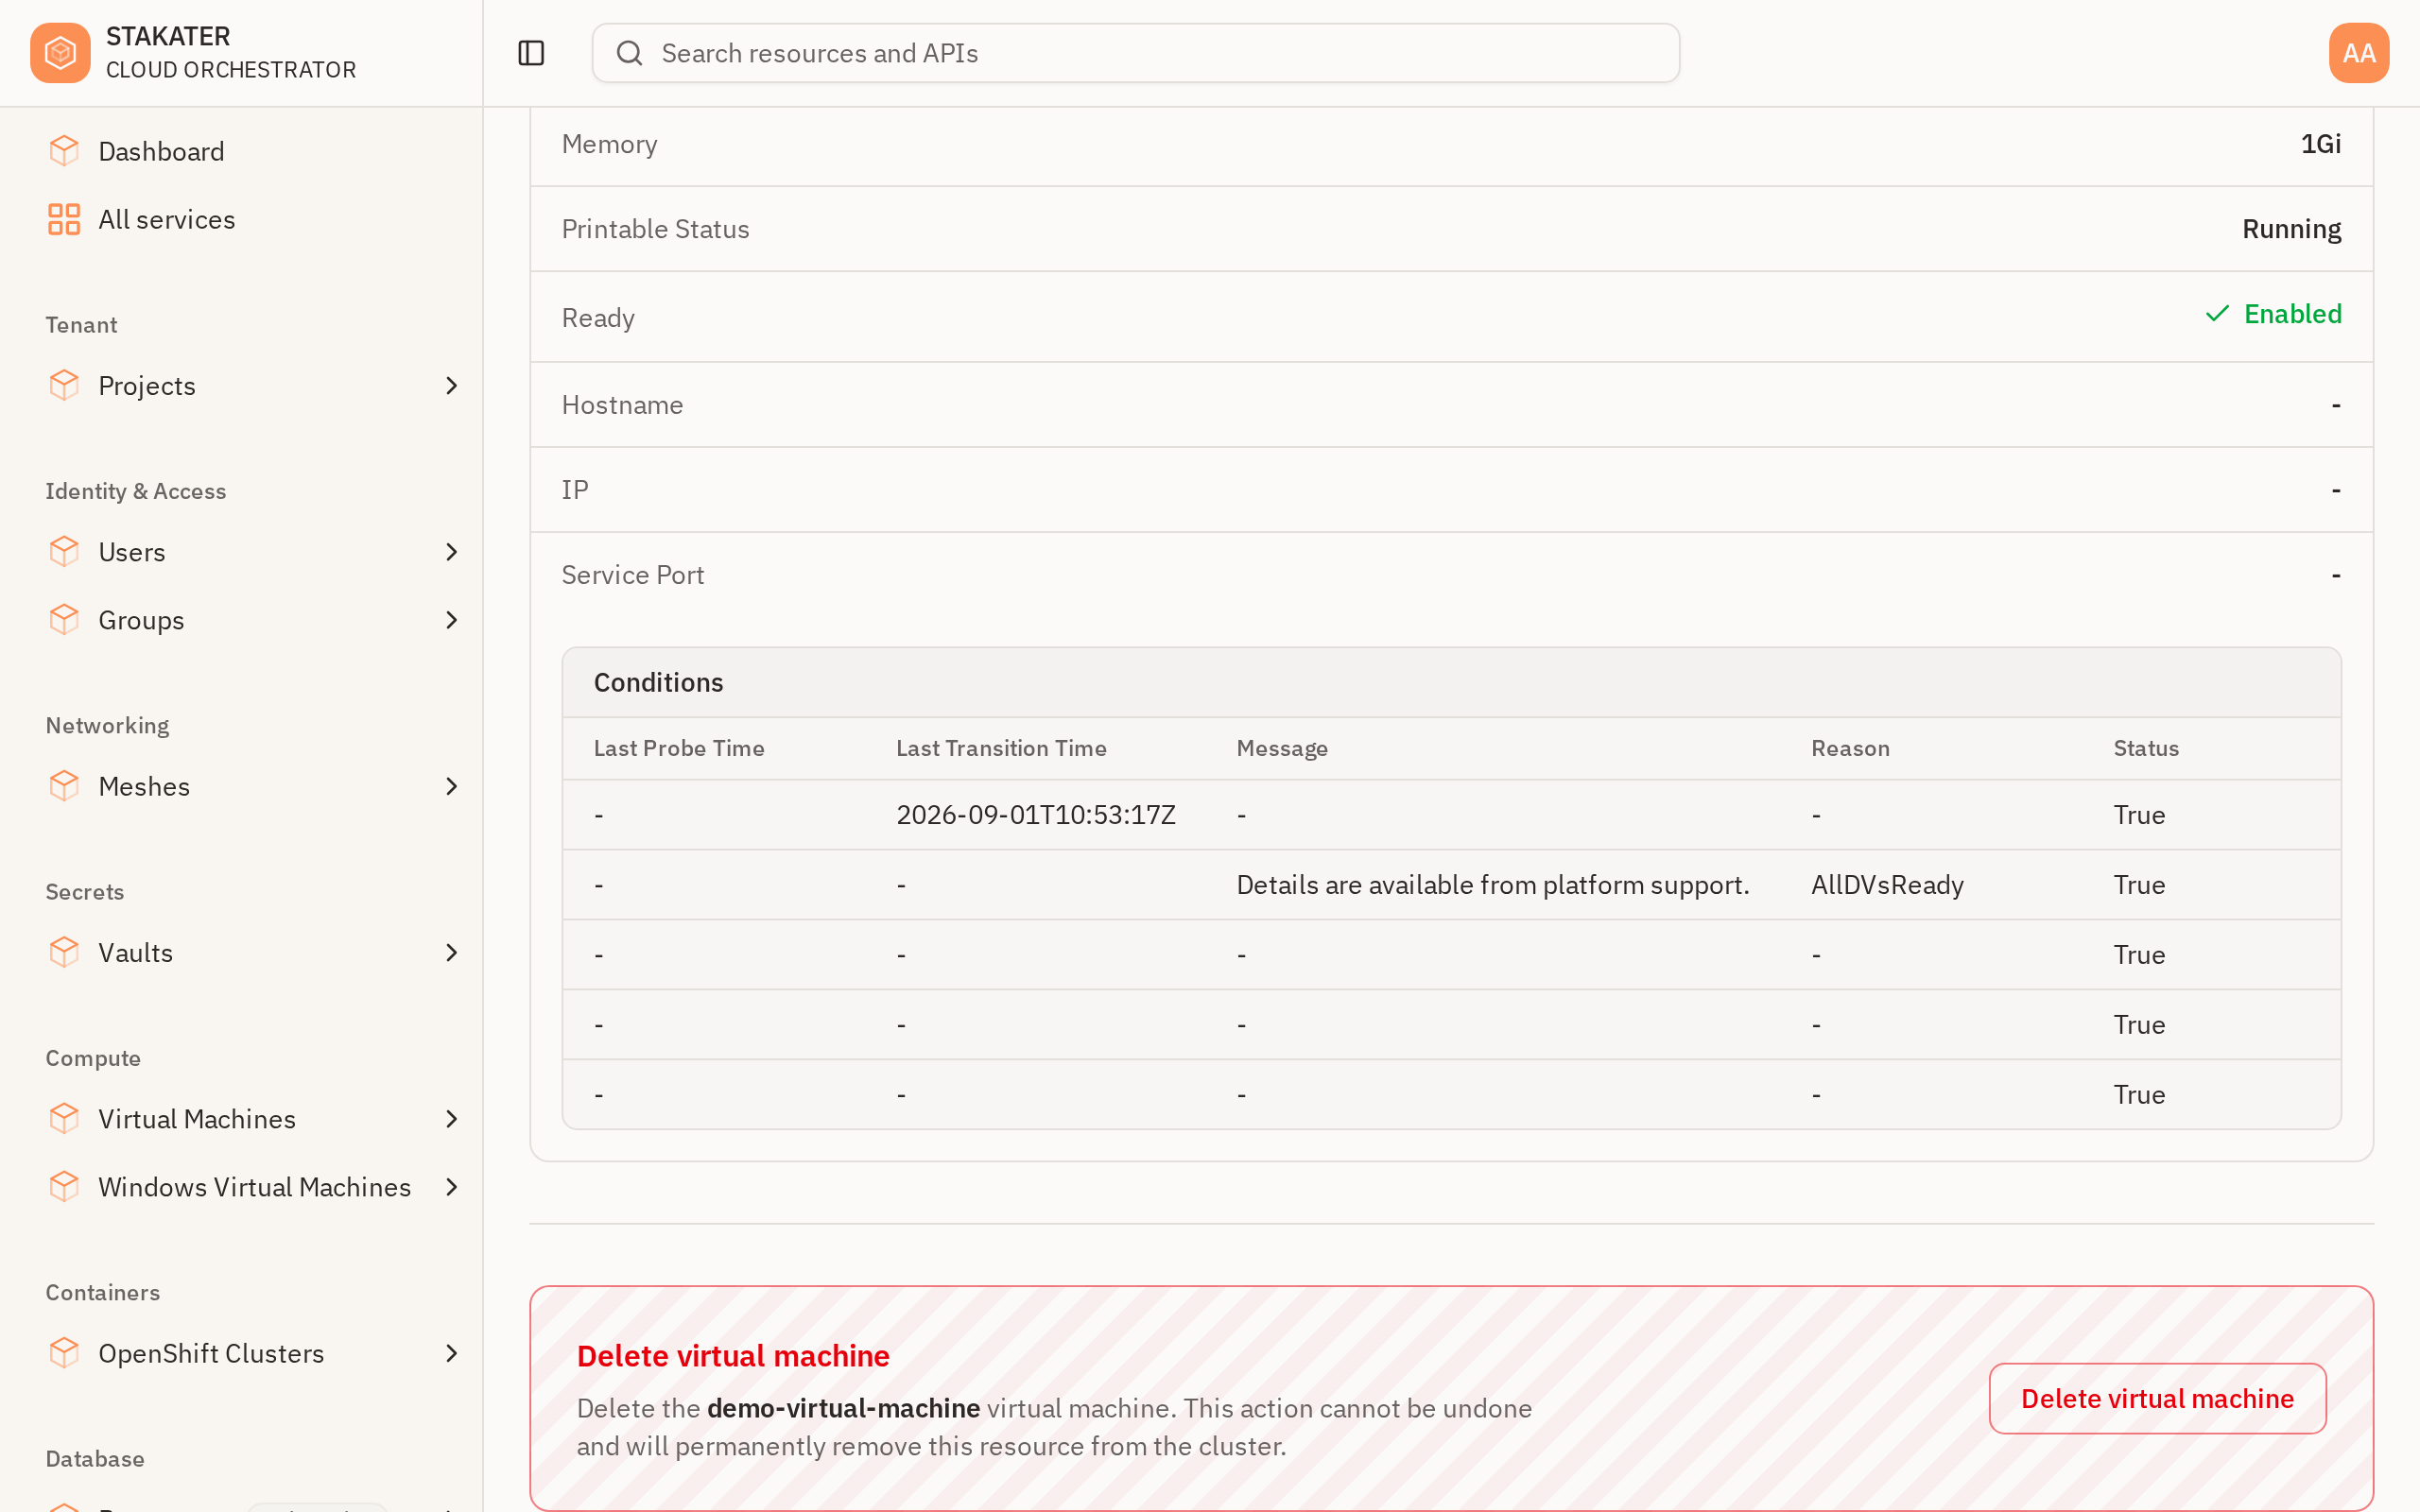 STAKATER
CLOUD ORCHESTRATOR
Search resources and APIs
AA
Dashboard
All services
Tenant
Projects
Identity & Access
Users
Groups
Networking
Meshes
Secrets
Vaults
Compute
Virtual Machines
Windows Virtual Machines
Containers
OpenShift Clusters
Database
Memory 1Gi
Printable Status Running
Ready Enabled
Hostname -
IP -
Service Port -
Conditions
Last Probe Time Last Transition Time Message Reason Status
- 2026-09-01T10:53:17Z - - True
- - Details are available from platform support. AllDVsReady True
- - - - True
- - - - True
- - - - True
Delete virtual machine
Delete the demo-virtual-machine virtual machine. This action cannot be undone
and will permanently remove this resource from the cluster.
Delete virtual machine